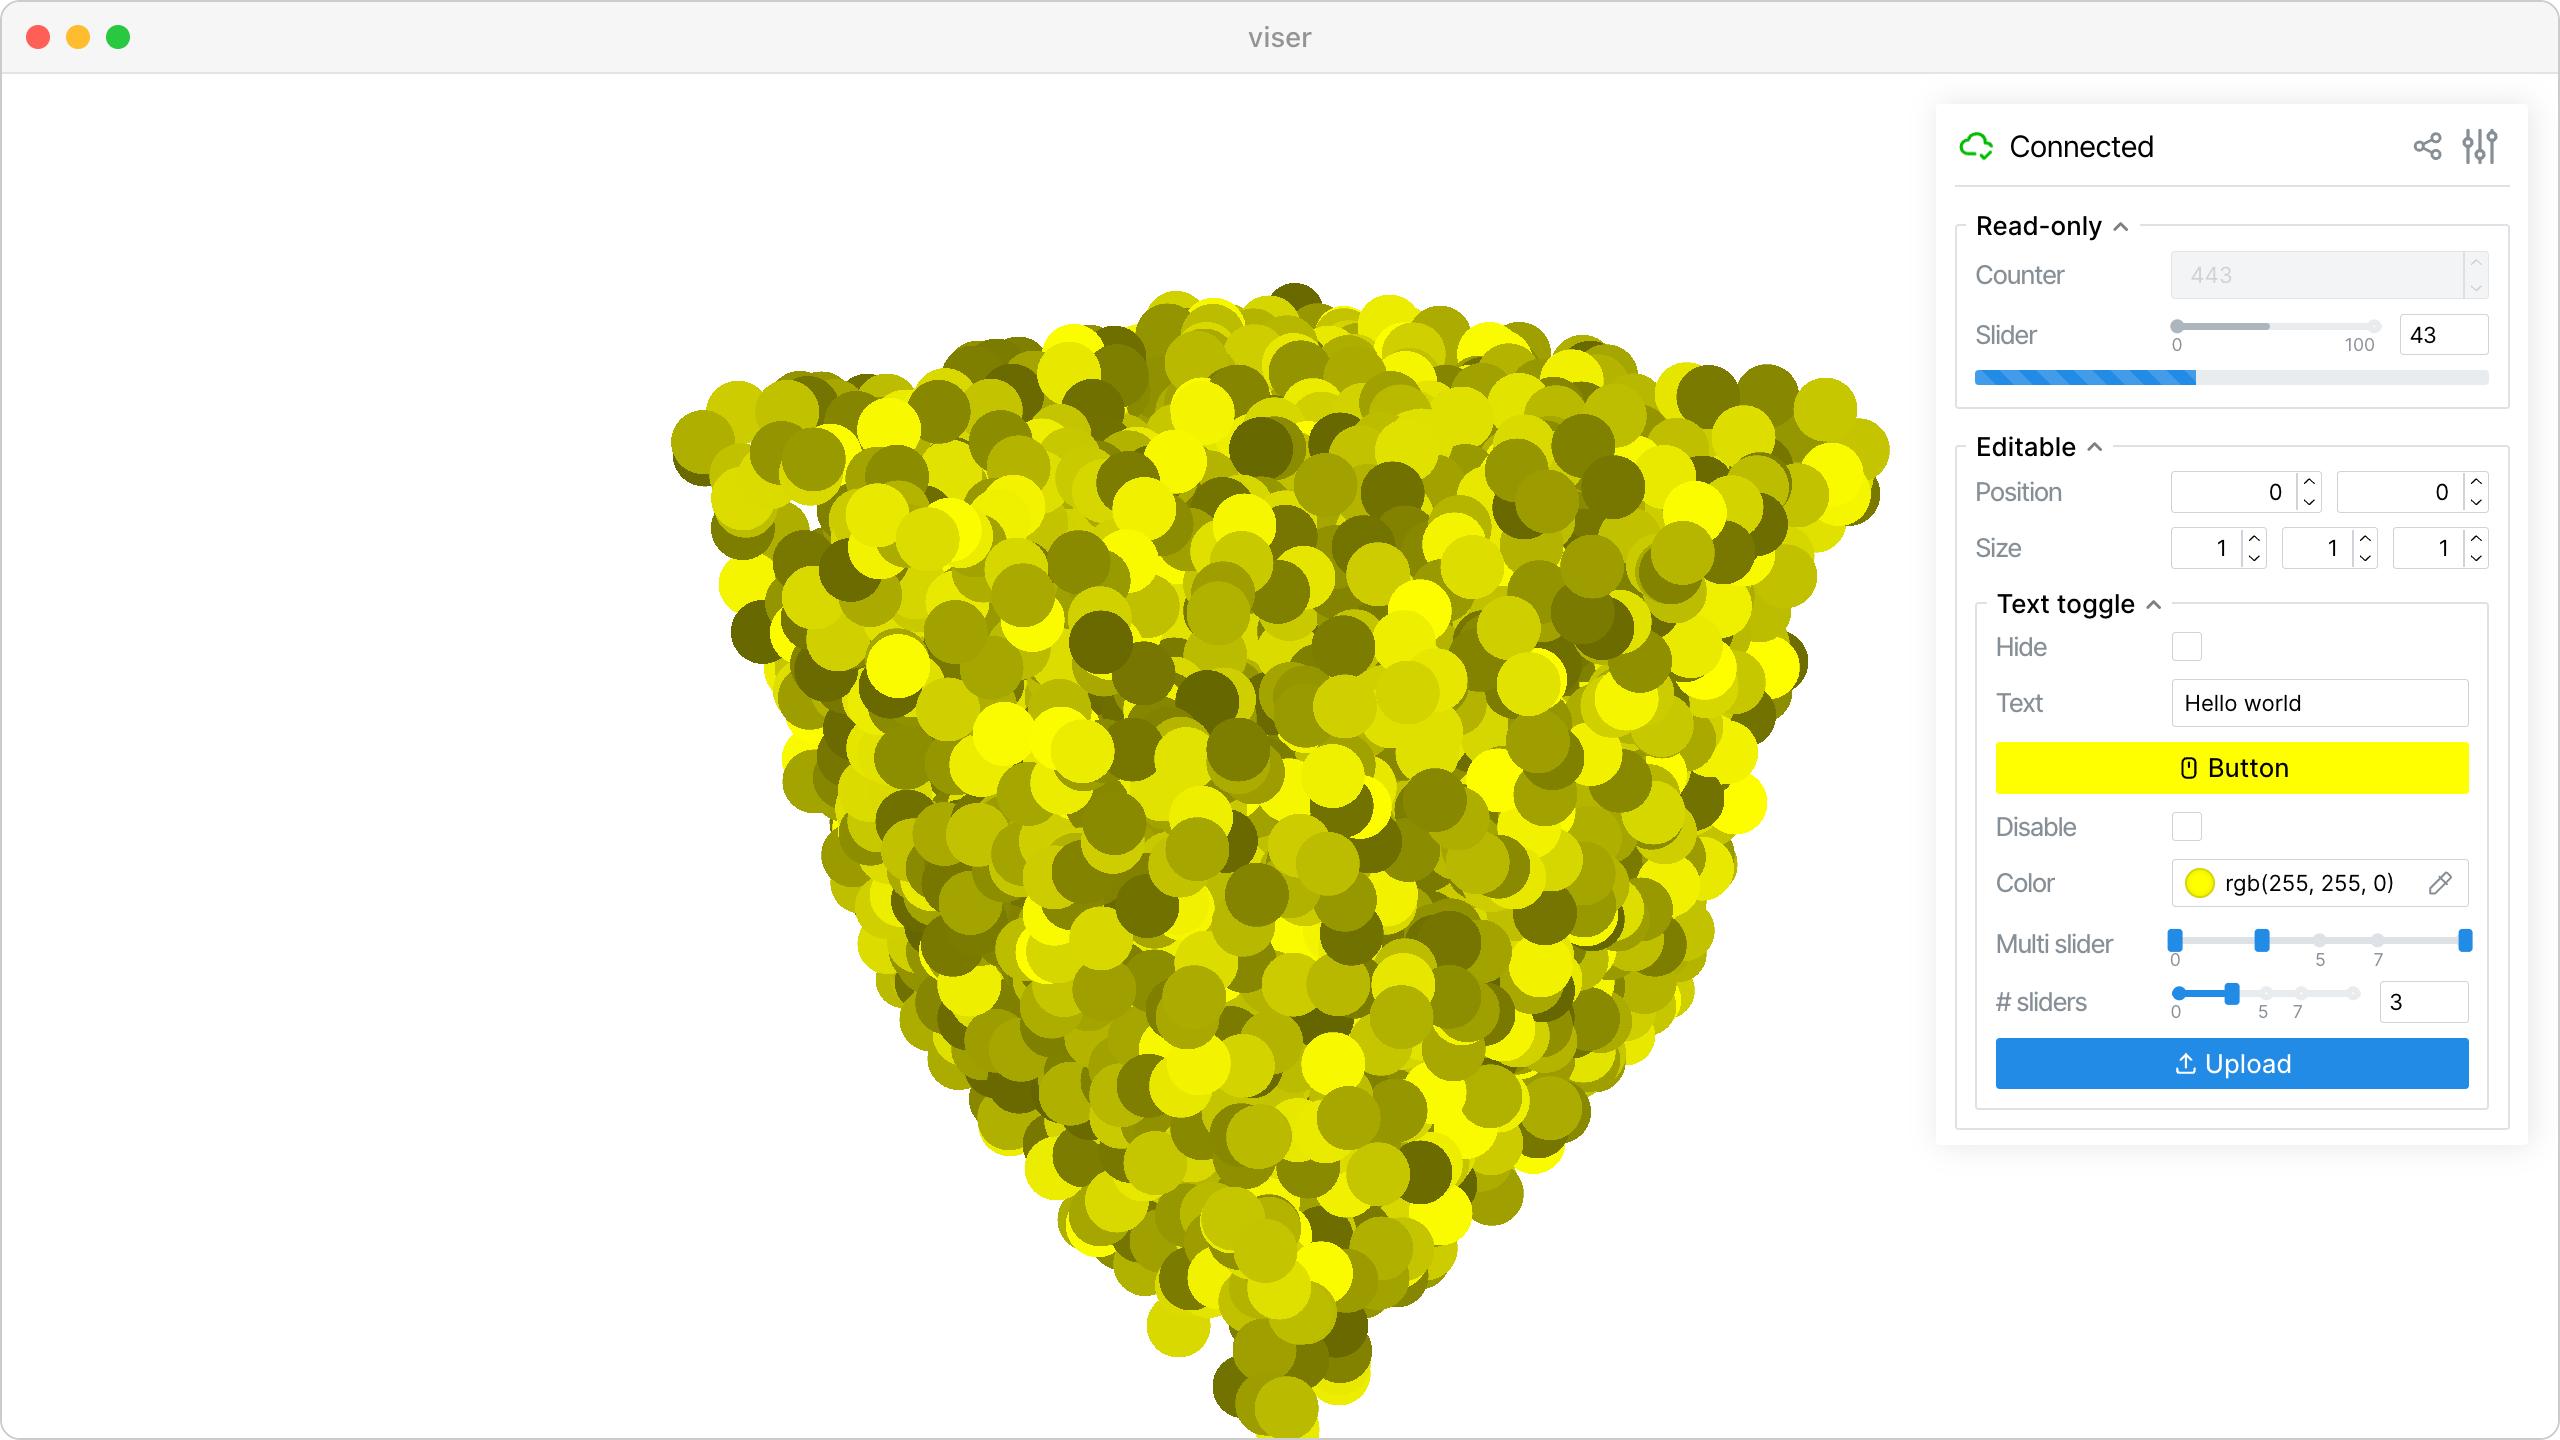 viser
Connected
Read-only
Counter 443
Slider 0 100 43
Editable
Position 0 0
Size 1 1 1
Text toggle
Hide
Text Hello world
Button
Disable
Color rgb(255, 255, 0)
Multi slider 0 5 7
# sliders 0 5 7 3
Upload